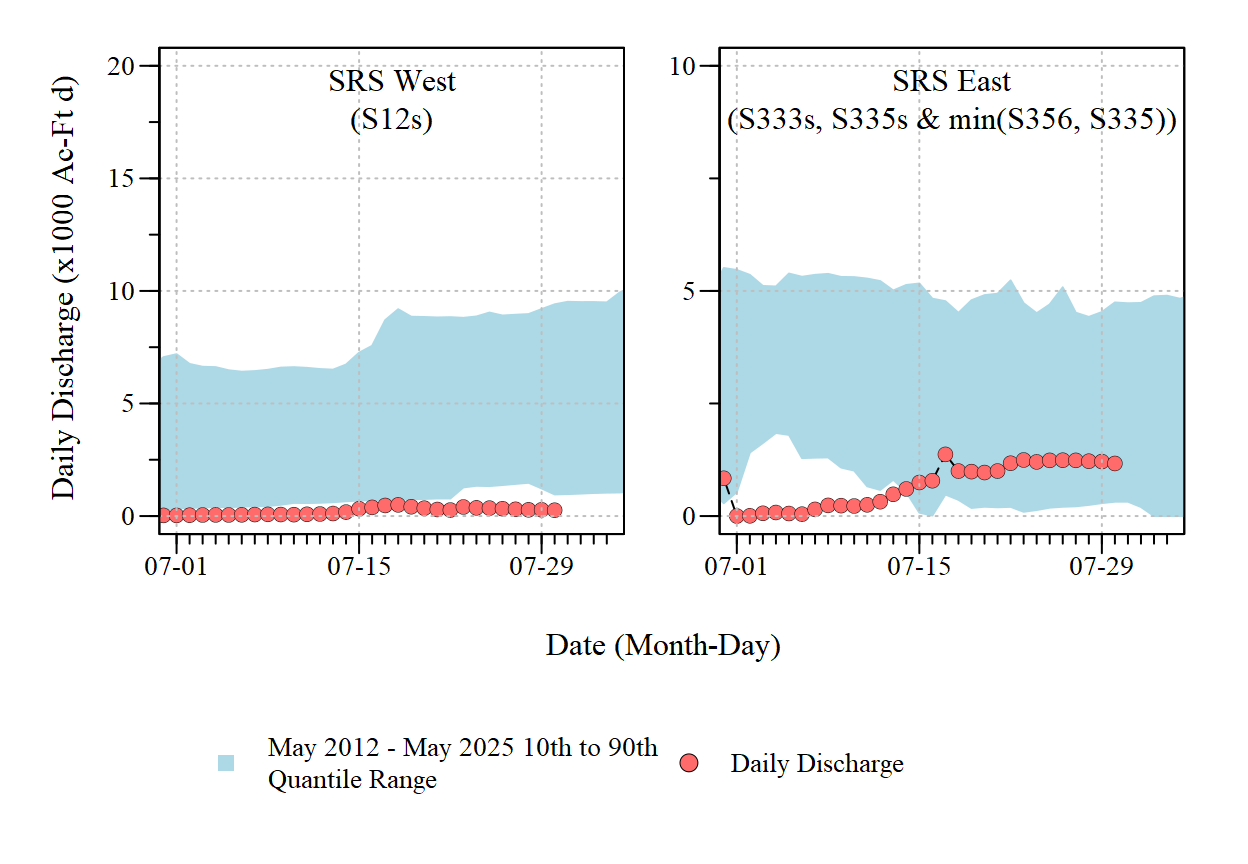 Daily Discharge (x1000 Ac-Ft d)
20
15
10
5
0
SRS West
(S12s)
07-01
07-15
07-29
10
5
0
SRS East
(S333s, S335s & min(S356, S335))
07-01
07-15
07-29
Date (Month-Day)
May 2012 - May 2025 10th to 90th
Quantile Range
Daily Discharge